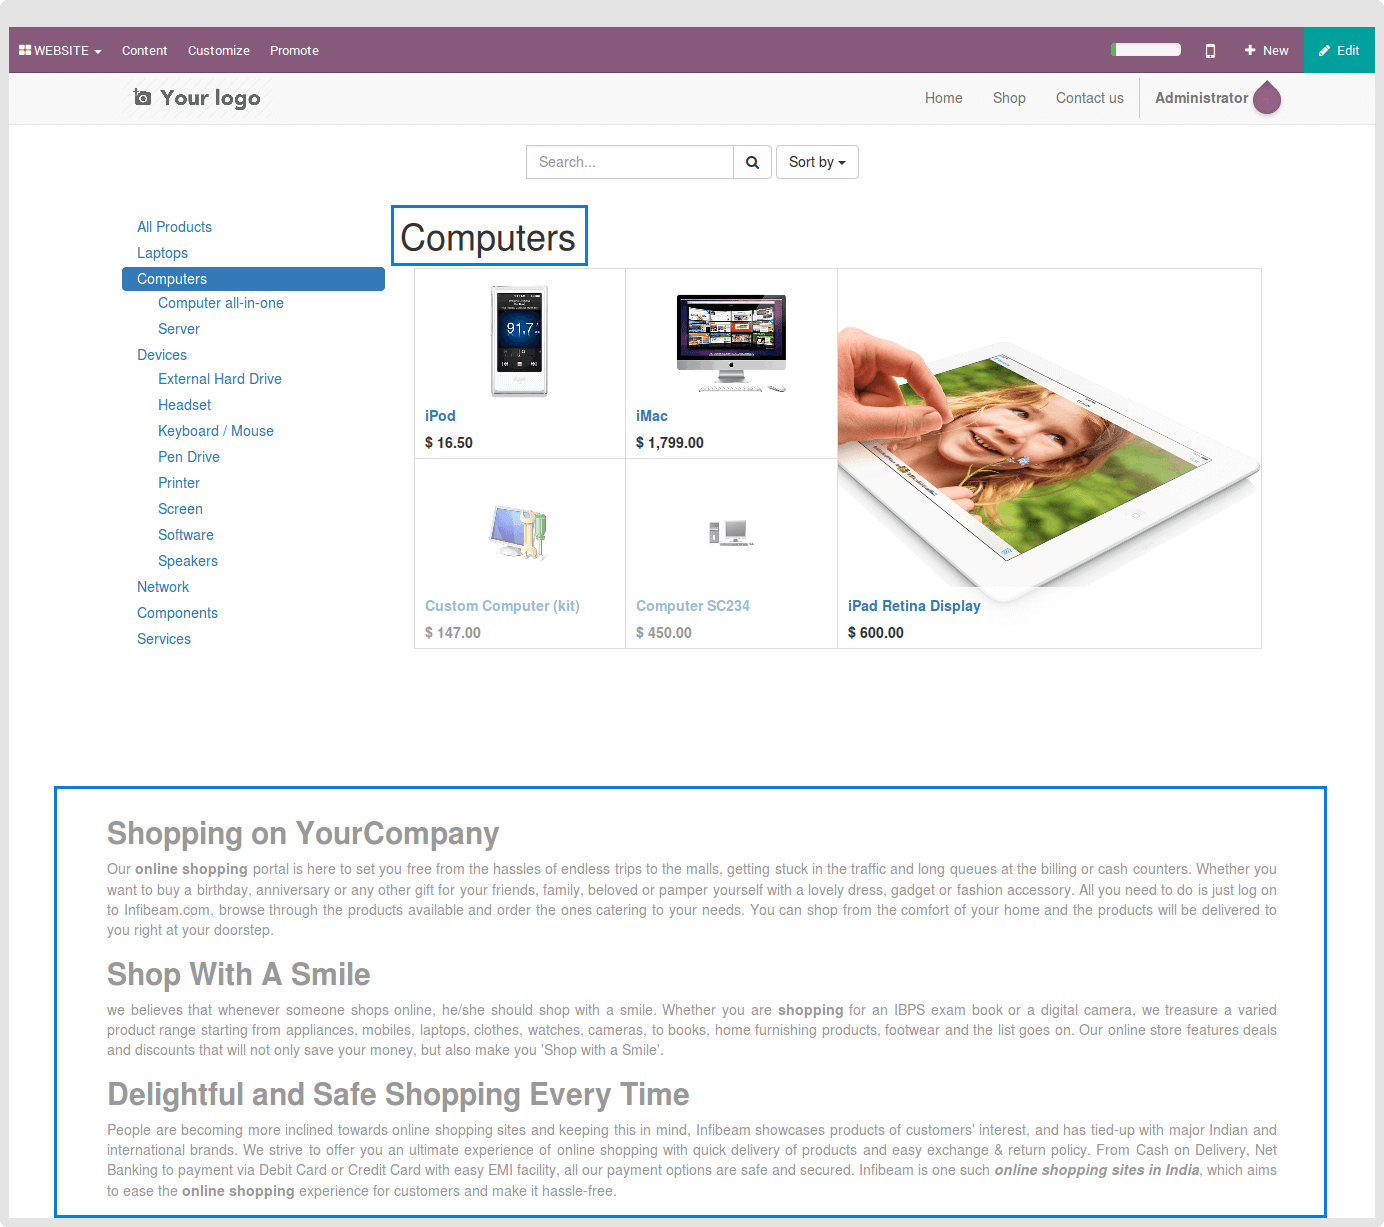 WEBSITE Content Customize Promote New Edit
Your logo Home Shop Contact us Administrator
Search... Sort by
Computers
All Products
Laptops
Computers
Computer all-in-one
Server
Devices
External Hard Drive
Headset
Keyboard / Mouse
Pen Drive
Printer
Screen
Software
Speakers
Network
Components
Services
91.7
iPod
$ 16.50
iMac
$ 1,799.00
Custom Computer (kit)
$ 147.00
Computer SC234
$ 450.00
iPad Retina Display
$ 600.00
Shopping on YourCompany
Our online shopping portal is here to set you free from the hassles of endless trips to the malls, getting stuck in the traffic and long queues at the billing or cash counters. Whether you
want to buy a birthday, anniversary or any other gift for your friends, family, beloved or pamper yourself with a lovely dress, gadget or fashion accessory. All you need to do is just log on
to Infibeam.com, browse through the products available and order the ones catering to your needs. You can shop from the comfort of your home and the products will be delivered to
you right at your doorstep.
Shop With A Smile
we believes that whenever someone shops online, he/she should shop with a smile. Whether you are shopping for an IBPS exam book or a digital camera, we treasure a varied
product range starting from appliances, mobiles, laptops, clothes, watches, cameras, to books, home furnishing products, footwear and the list goes on. Our online store features deals
and discounts that will not only save your money, but also make you 'Shop with a Smile'.
Delightful and Safe Shopping Every Time
People are becoming more inclined towards online shopping sites and keeping this in mind, Infibeam showcases products of customers' interest, and has tied-up with major Indian and
international brands. We strive to offer you an ultimate experience of online shopping with quick delivery of products and easy exchange & return policy. From Cash on Delivery, Net
Banking to payment via Debit Card or Credit Card with easy EMI facility, all our payment options are safe and secured. Infibeam is one such online shopping sites in India, which aims
to ease the online shopping experience for customers and make it hassle-free.